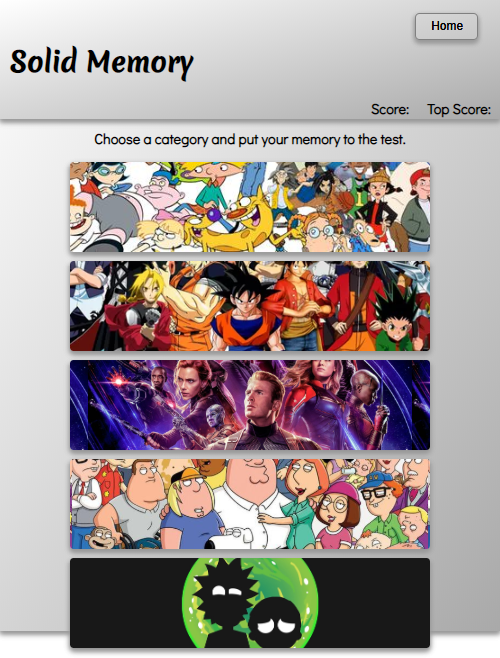 Home
Solid Memory
Score: Top Score:
Choose a category and put your memory to the test.